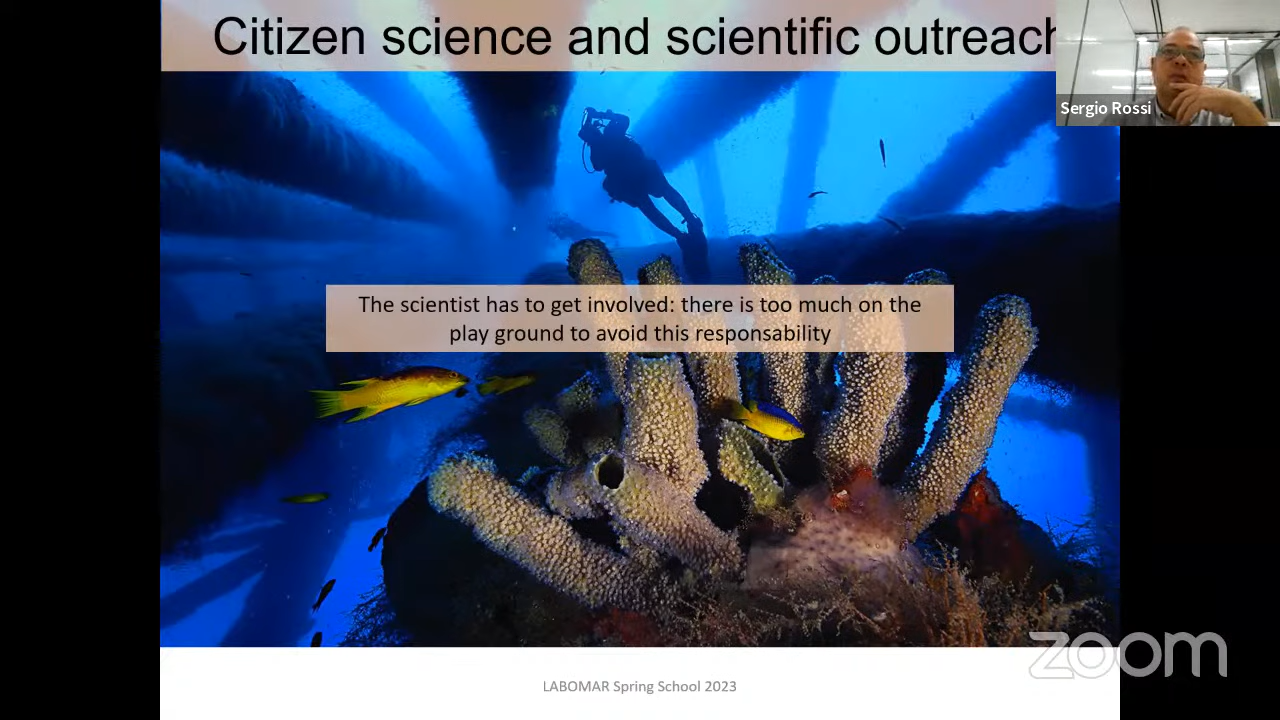 Citizen science and scientific outreach
Sergio Rossi
The scientist has to get involved: there is too much on the
play ground to avoid this responsability
zoom
LABOMAR Spring School 2023